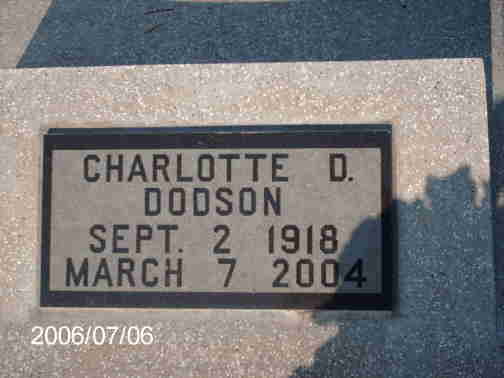 CHARLOTTE D.
DODSON
SEPT. 2 1918
MARCH 7 2004
2006/07/06